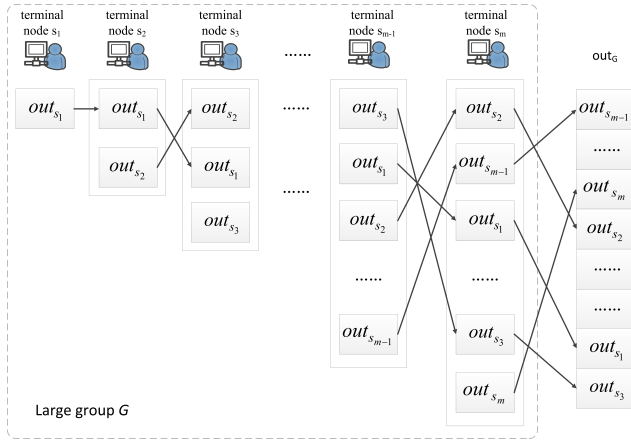 terminal node s1
terminal node s2
terminal node s3
......
terminal node sm-1
terminal node sm
outG
outs1
outs1
outs2
outs2
outs1
outs3
......
......
outs3
outs1
outs2
......
outsm-1
outs2
outsm-1
outs1
......
outs3
outsm
outsm-1
......
outsm
outs2
......
......
outs1
outs3
Large group G